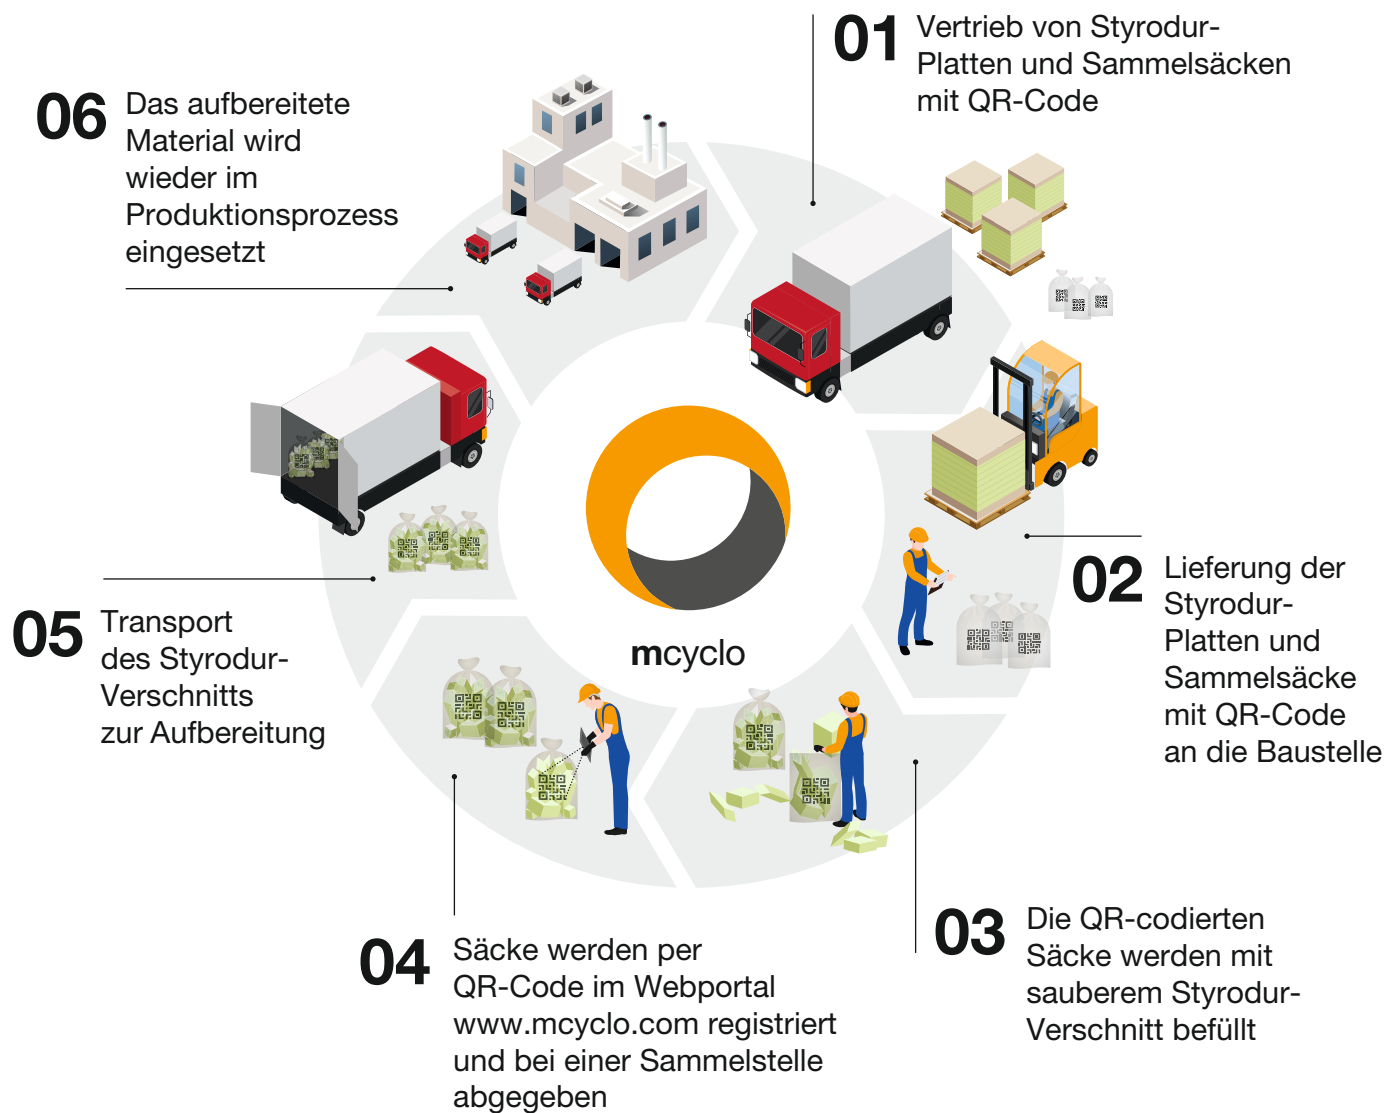 01
Vertrieb von Styrodur-
Platten und Sammelsäcken
mit QR-Code
02
Lieferung der
Styrodur-
Platten und
Sammelsäcke
mit QR-Code
an die Baustelle
03
Die QR-codierten
Säcke werden mit
sauberem Styrodur-
Verschnitt befüllt
04
Säcke werden per
QR-Code im Webportal
www.mcyclo.com registriert
und bei einer Sammelstelle
abgegeben
05
Transport
des Styrodur-
Verschnitts
zur Aufbereitung
06
Das aufbereitete
Material wird
wieder im
Produktionsprozess
eingesetzt
mcyclo